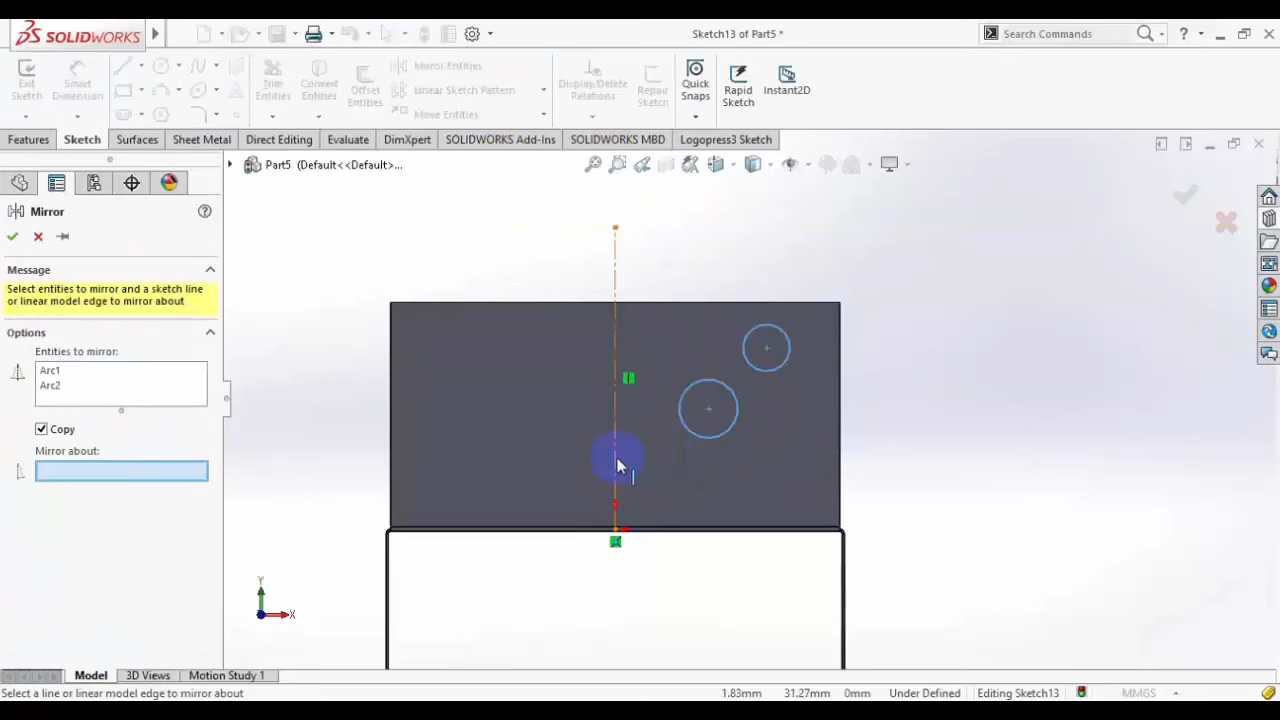 SOLIDWORKS
Sketch13 of Part5 *
Search Commands
Exit Sketch
Smart Dimension
Trim Entities
Convert Entities
Offset Entities
Mirror Entities
Linear Sketch Pattern
Move Entities
Display/Delete Relations
Repair Sketch
Quick Snaps
Rapid Sketch
Instant2D
Features
Sketch
Surfaces
Sheet Metal
Direct Editing
Evaluate
DimXpert
SOLIDWORKS Add-Ins
SOLIDWORKS MBD
Logopress3 Sketch
Part5 (Default<<Default>...
Mirror
Message
Select entities to mirror and a sketch line
or linear model edge to mirror about
Options
Entities to mirror:
Arc1
Arc2
Copy
Mirror about:
Y
X
Model
3D Views
Motion Study 1
Select a line or linear model edge to mirror about
1.83mm
31.27mm
0mm
Under Defined
Editing Sketch13
MMGS